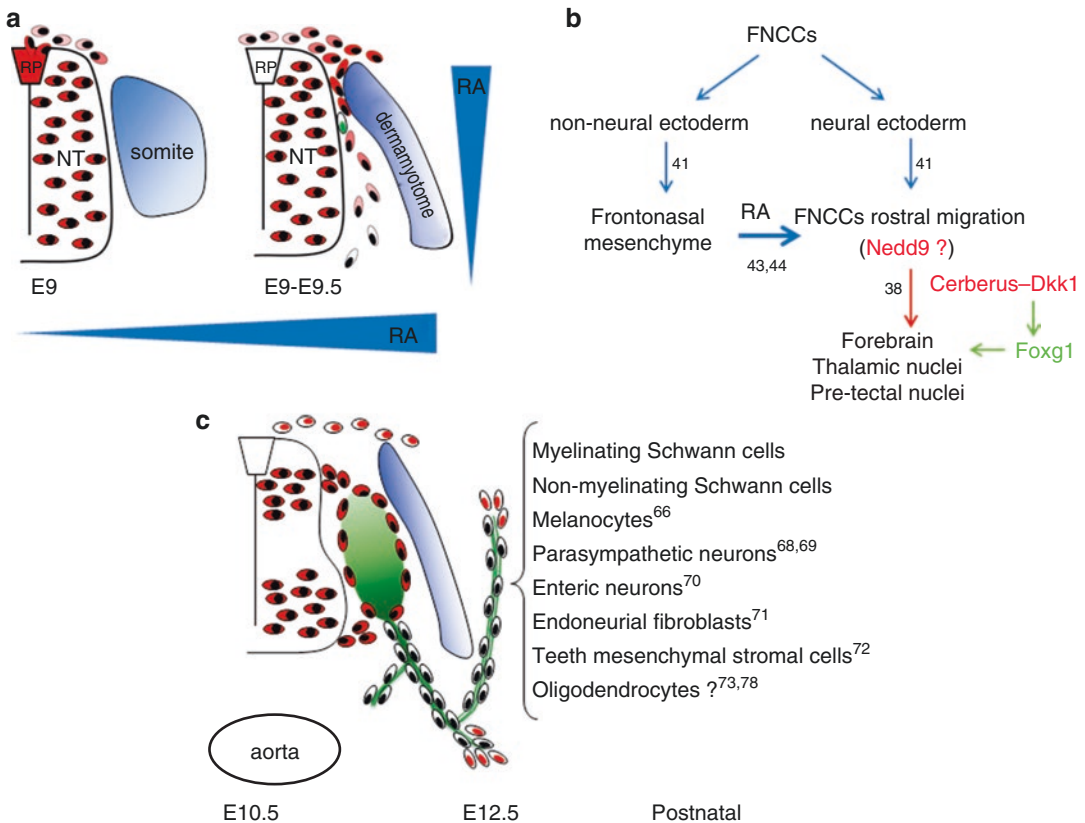 a
RP
NT
somite
E9
RP
NT
dermamyotome
RA
E9-E9.5
RA
b
FNCCs
non-neural ectoderm
neural ectoderm
41
41
Frontonasal
mesenchyme
RA
43,44
FNCCs rostral migration
(Nedd9 ?)
38
Cerberus–Dkk1
Forebrain
Thalamic nuclei
Pre-tectal nuclei
Foxg1
c
Myelinating Schwann cells
Non-myelinating Schwann cells
Melanocytes66
Parasympathetic neurons68,69
Enteric neurons70
Endoneurial fibroblasts71
Teeth mesenchymal stromal cells72
Oligodendrocytes ?73,78
aorta
E10.5
E12.5
Postnatal